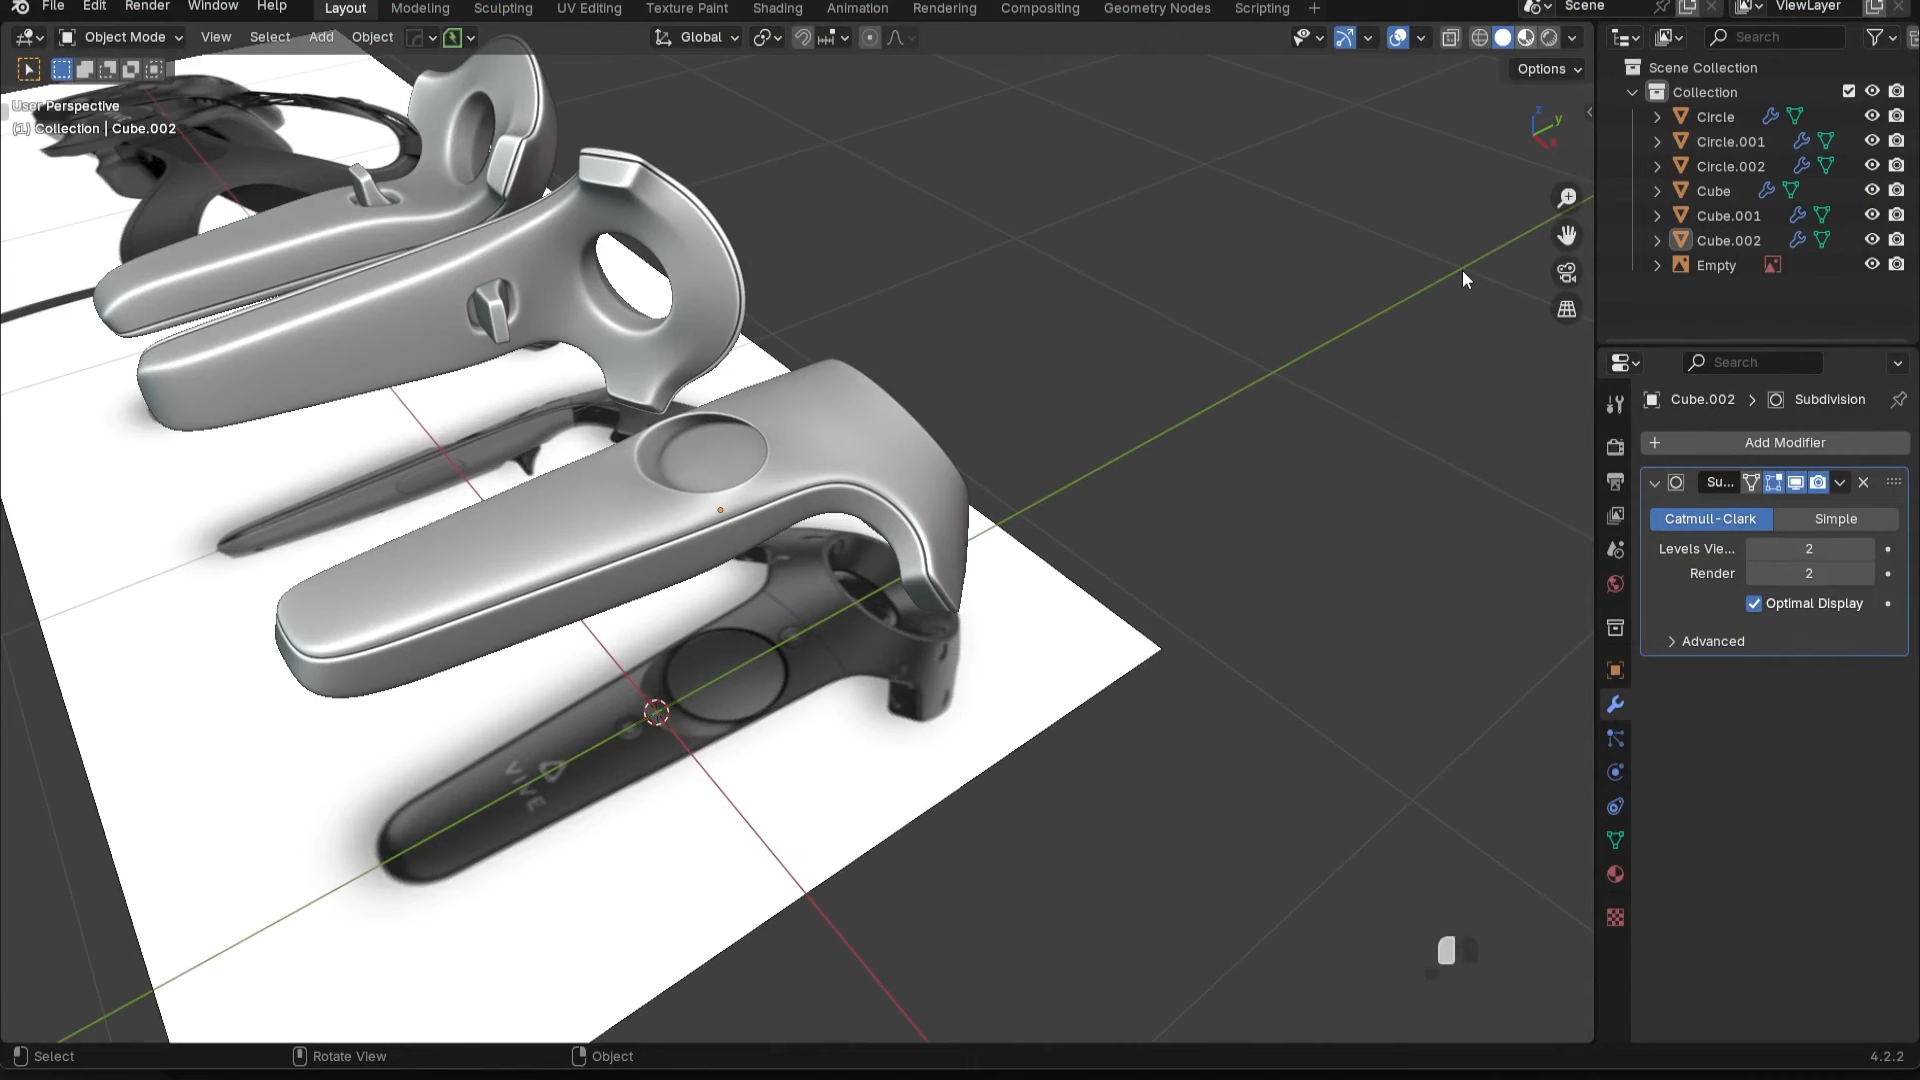 File Edit Render Window Help Layout Modeling Sculpting UV Editing Texture Paint Shading Animation Rendering Compositing Geometry Nodes Scripting Scene ViewLayer
Object Mode View Select Add Object Global Search
Options
User Perspective
(1) Collection | Cube.002
Scene Collection
Collection
Circle
Circle.001
Circle.002
Cube
Cube.001
Cube.002
Empty
z
y
x
Search
Cube.002 Subdivision
Add Modifier
Su...
Catmull-Clark Simple
Levels Vie... 2
Render 2
Optimal Display
Advanced
VIVE
Select Rotate View Object 4.2.2